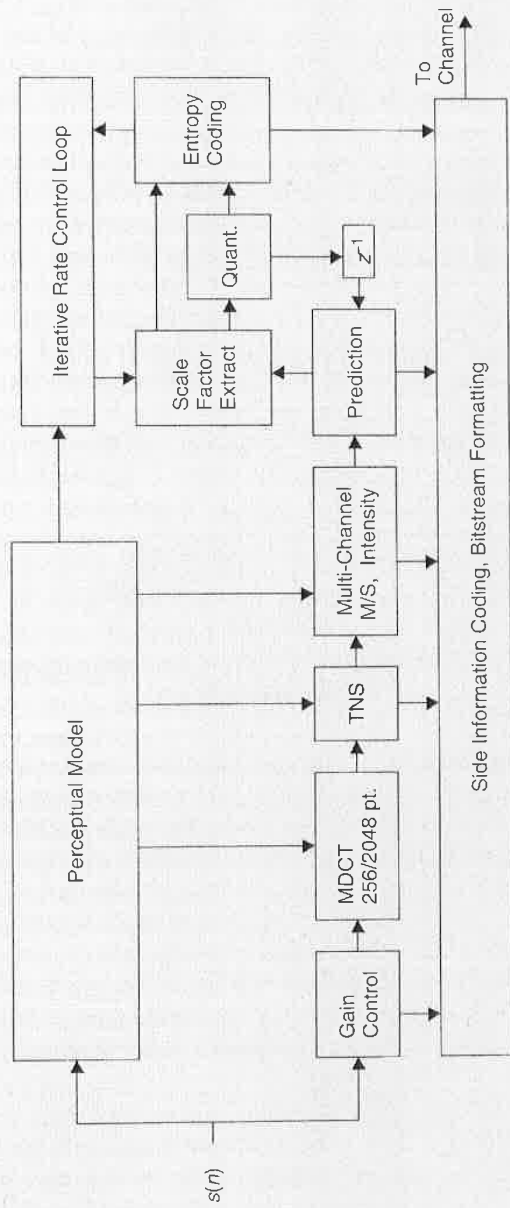 s(n)
Perceptual Model
Iterative Rate Control Loop
Gain
Control
MDCT
256/2048 pt.
TNS
Multi-Channel
M/S, Intensity
Prediction
Scale
Factor
Extract
Quant.
Entropy
Coding
z⁻¹
Side Information Coding, Bitstream Formatting
To
Channel